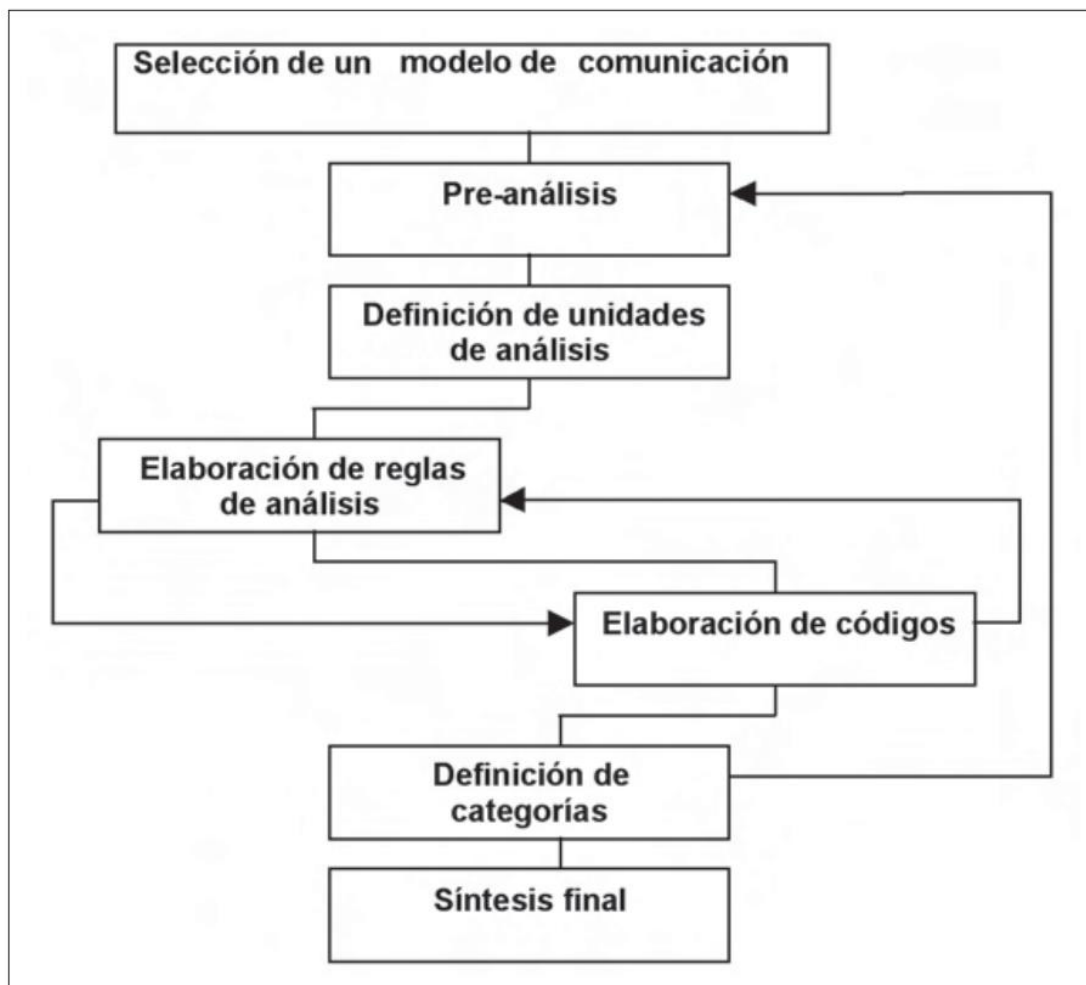 Selección de un modelo de comunicación
Pre-análisis
Definición de unidades
de análisis
Elaboración de reglas
de análisis
Elaboración de códigos
Definición de
categorías
Síntesis final